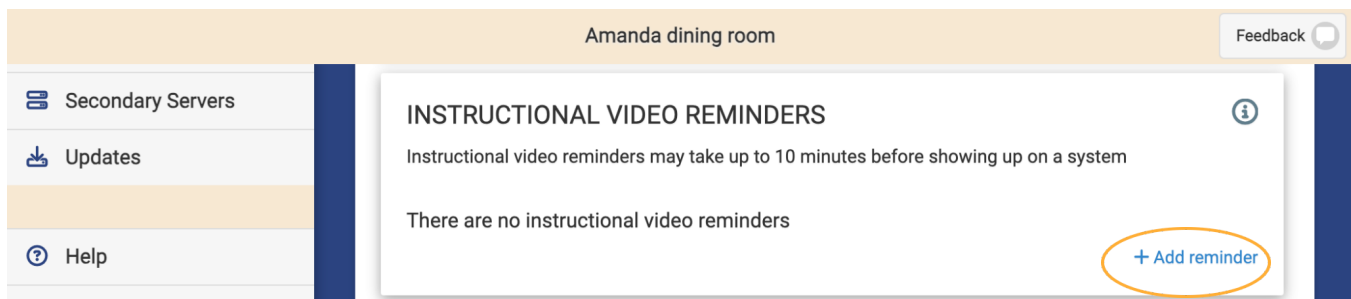 Amanda dining room
Feedback
Secondary Servers
Updates
Help
INSTRUCTIONAL VIDEO REMINDERS
Instructional video reminders may take up to 10 minutes before showing up on a system
There are no instructional video reminders
+ Add reminder